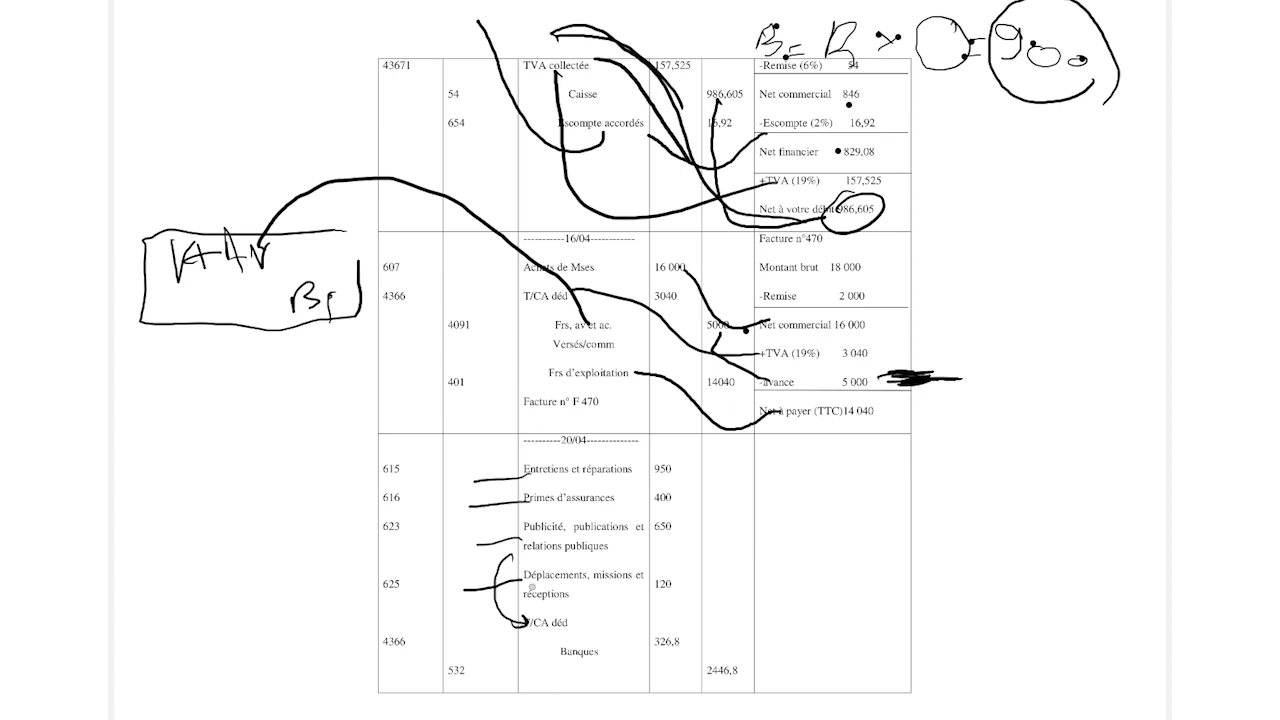 B = R ×
43671 TVA collectée 157,525 -Remise (6%) 54
54 Caisse 986,605 Net commercial 846
654 Escompte accordés 16,92 -Escompte (2%) 16,92
Net financier 829,08
+TVA (19%) 157,525
Net à votre débit 986,605
----------16/04------------ Facture n°470
607 Achats de Mses 16 000 Montant brut 18 000
4366 T/CA déd 3040 -Remise 2 000
4091 Frs, av et ac. 5000 Net commercial 16 000
Versés/comm
+TVA (19%) 3 040
Frs d’exploitation
401 14040 -avance 5 000
Facture n° F 470
Net à payer (TTC)14 040
----------20/04--------------
615 Entretiens et réparations 950
616 Primes d’assurances 400
623 Publicité, publications et 650
relations publiques
Déplacements, missions et
625 120
réceptions
T/CA déd
4366 326,8
Banques
532 2446,8